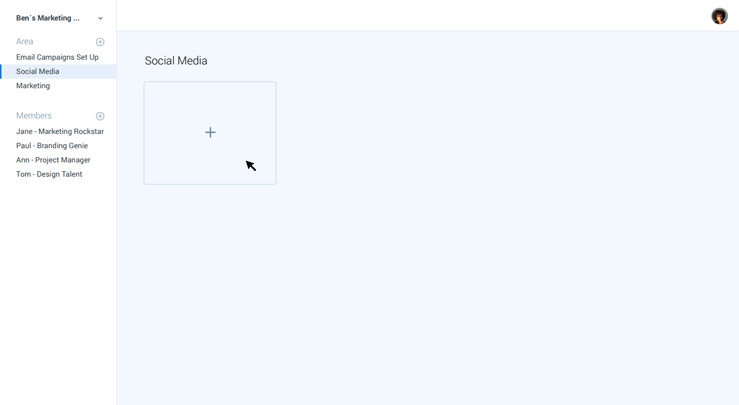 Ben`s Marketing ...
Area
Email Campaigns Set Up
Social Media
Marketing
Members
Jane - Marketing Rockstar
Paul - Branding Genie
Ann - Project Manager
Tom - Design Talent
Social Media